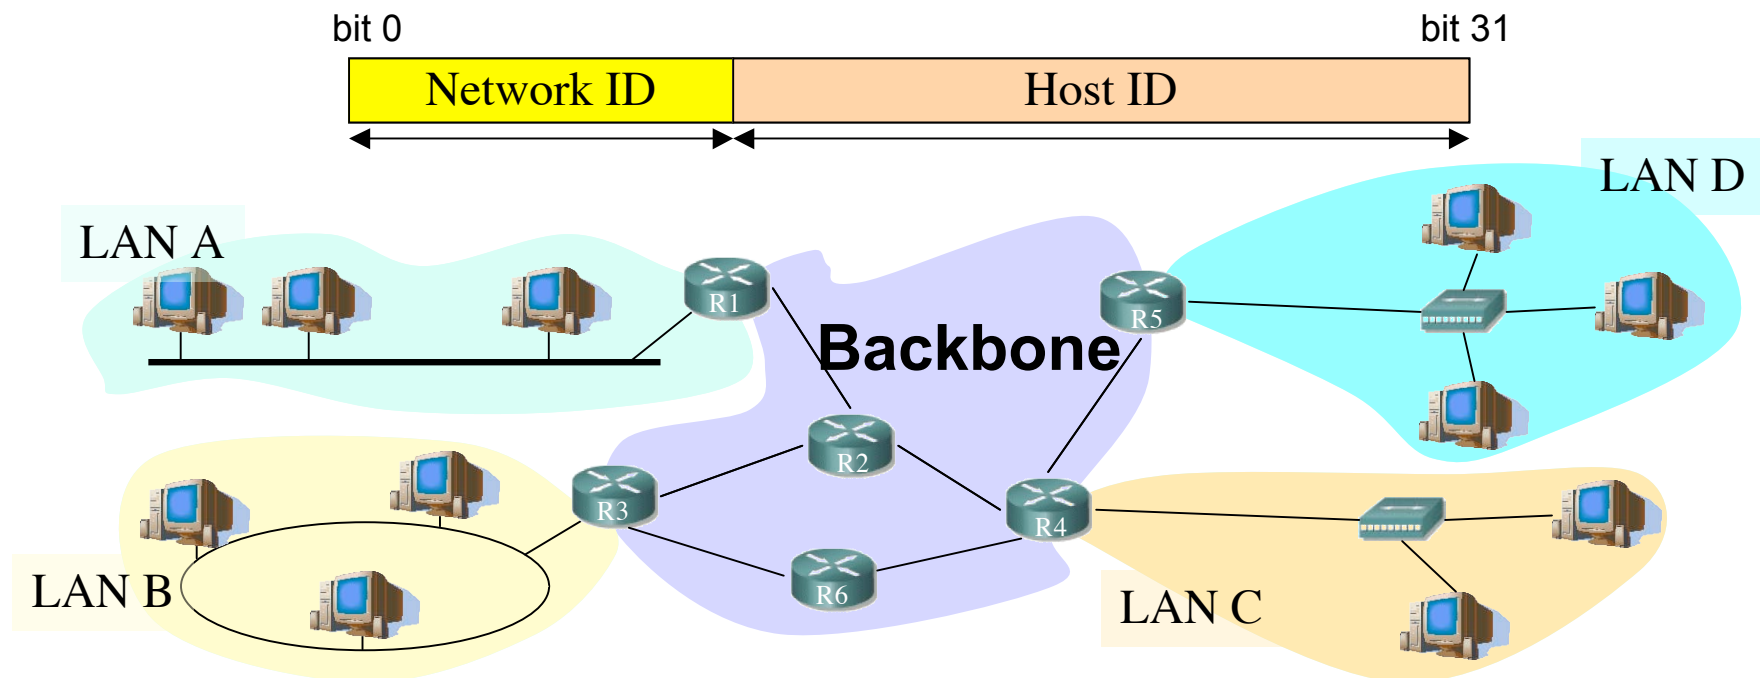 bit 0 bit 31
Network ID Host ID
LAN D
LAN A
R1
R5
Backbone
R2
R3
R4
LAN B
R6
LAN C